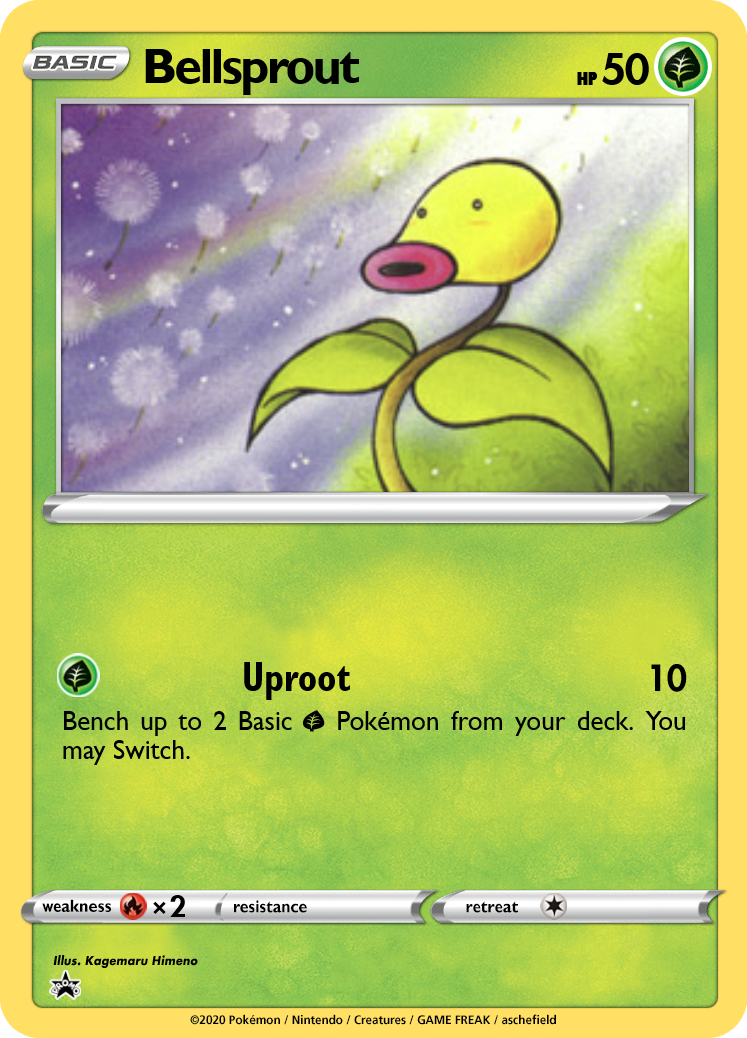 BASIC Bellsprout HP 50
Uproot 10
Bench up to 2 Basic Pokémon from your deck. You
may Switch.
weakness ×2 resistance retreat
Illus. Kagemaru Himeno
PROMO
©2020 Pokémon / Nintendo / Creatures / GAME FREAK / aschefield